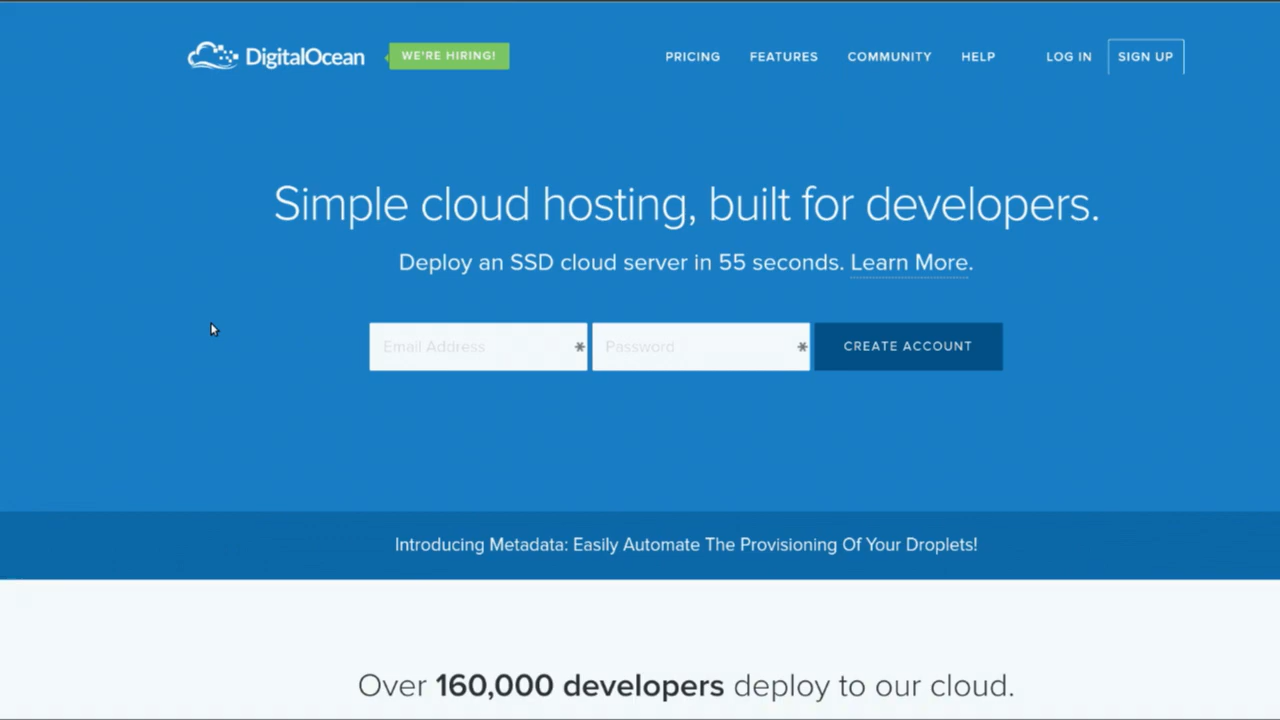 DigitalOcean WE'RE HIRING! PRICING FEATURES COMMUNITY HELP LOG IN SIGN UP
Simple cloud hosting, built for developers.
Deploy an SSD cloud server in 55 seconds. Learn More.
Email Address * Password * CREATE ACCOUNT
Introducing Metadata: Easily Automate The Provisioning Of Your Droplets!
Over 160,000 developers deploy to our cloud.